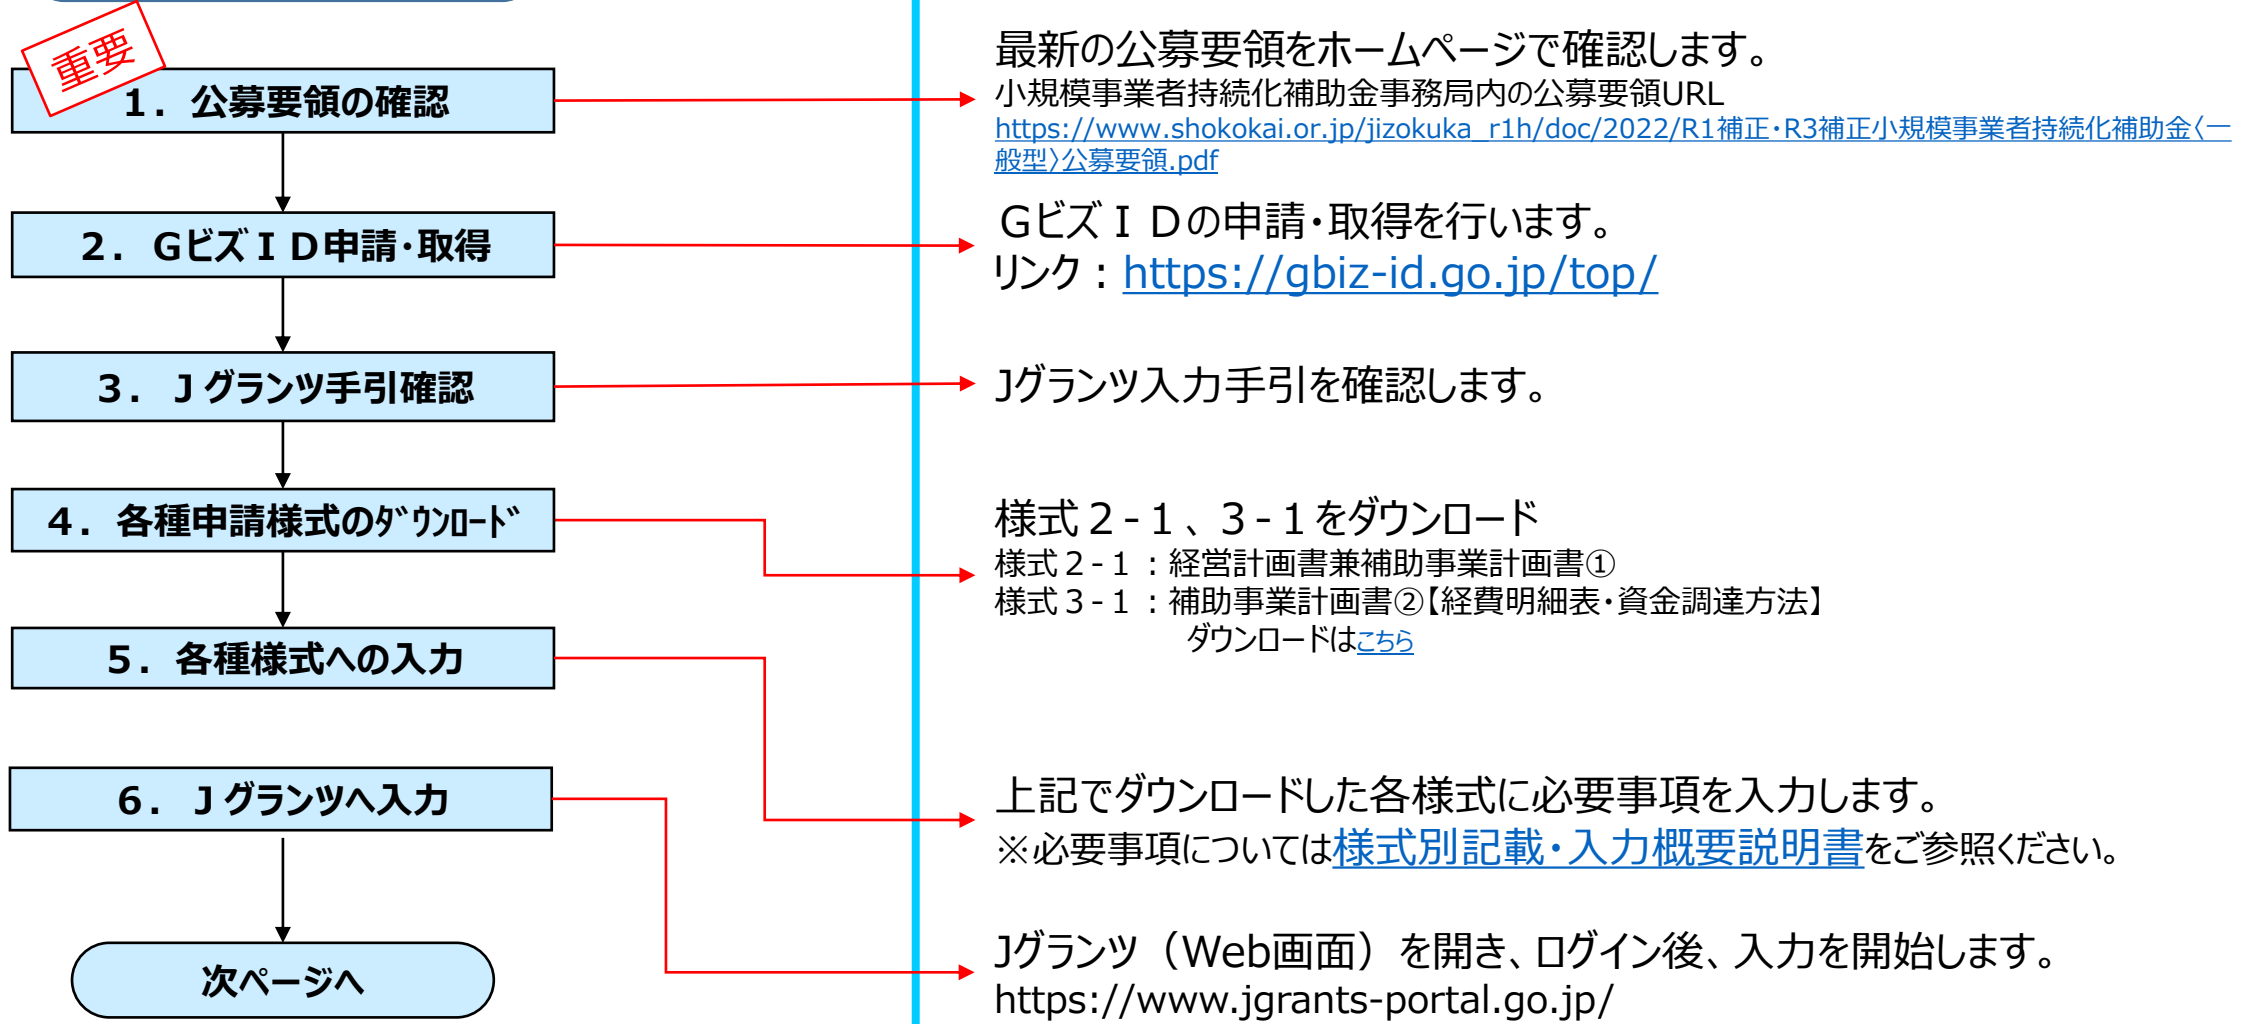 重要
１．公募要領の確認
最新の公募要領をホームページで確認します。
小規模事業者持続化補助金事務局内の公募要領URL
https://www.shokokai.or.jp/jizokuka_r1h/doc/2022/R1補正・R3補正小規模事業者持続化補助金〈一
般型〉公募要領.pdf
２．GビズＩＤ申請・取得
ＧビズＩＤの申請・取得を行います。
リンク：https://gbiz-id.go.jp/top/
３．Ｊグランツ手引確認
Jグランツ入力手引を確認します。
４．各種申請様式のﾀﾞｳﾝﾛｰﾄﾞ
様式２-１、３-１をダウンロード
様式２-１：経営計画書兼補助事業計画書①
様式３-１：補助事業計画書②【経費明細表・資金調達方法】
ダウンロードはこちら
５．各種様式への入力
上記でダウンロードした各様式に必要事項を入力します。
※必要事項については様式別記載・入力概要説明書をご参照ください。
６．Ｊグランツへ入力
Jグランツ（Web画面）を開き、ログイン後、入力を開始します。
https://www.jgrants-portal.go.jp/
次ページへ